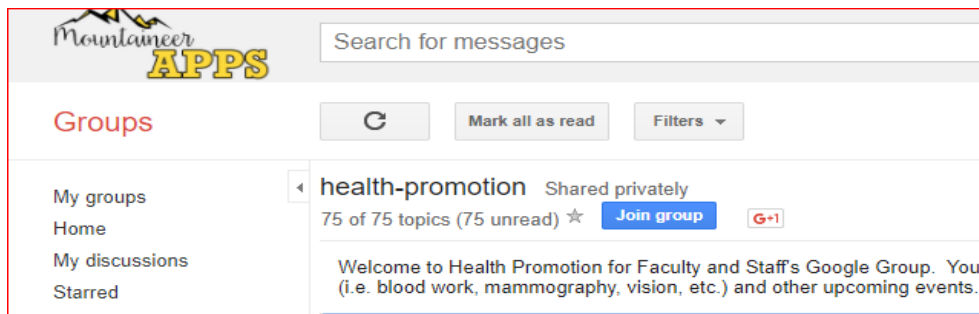 Mountaineer
APPS
Search for messages
Groups
Mark all as read
Filters
My groups
Home
My discussions
Starred
health-promotion Shared privately
75 of 75 topics (75 unread)
Join group
G+1
Welcome to Health Promotion for Faculty and Staff's Google Group. You
(i.e. blood work, mammography, vision, etc.) and other upcoming events.